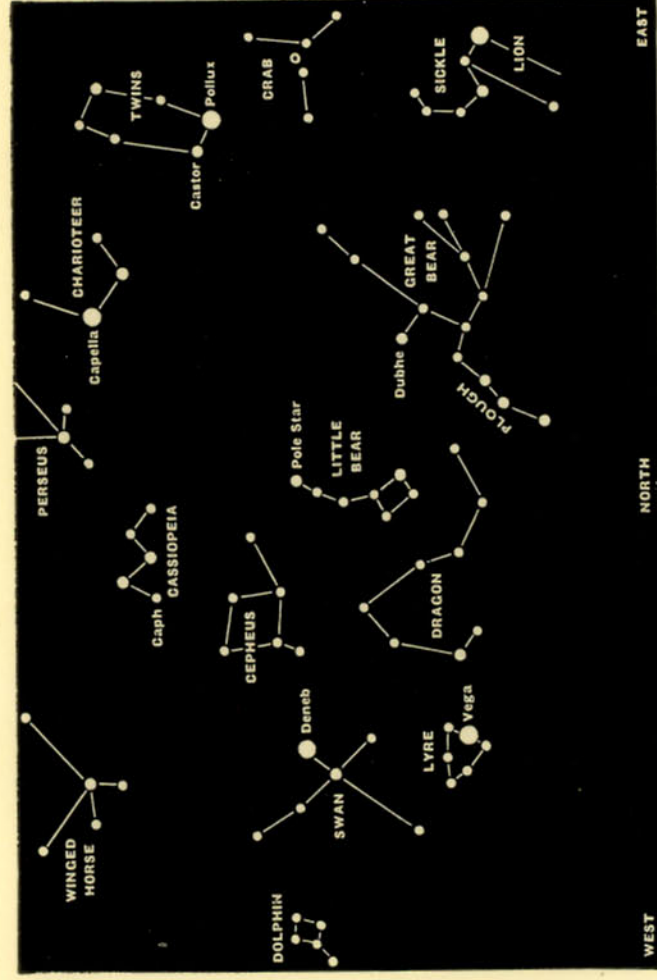 WINGED
HORSE
PERSEUS
Capella
CHARIOTEER
TWINS
Castor
Pollux
Caph
CASSIOPEIA
CEPHEUS
CRAB
DOLPHIN
Deneb
SWAN
Pole Star
LITTLE
BEAR
Dubhe
GREAT
BEAR
PLOUGH
SICKLE
LION
LYRE
Vega
DRAGON
WEST
NORTH
EAST